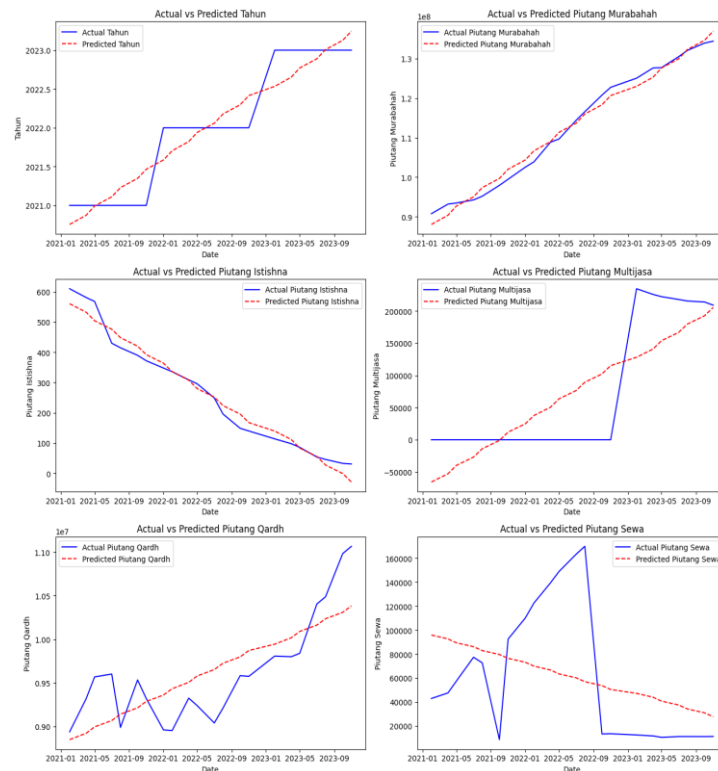 Actual vs Predicted Tahun
Actual Tahun
Predicted Tahun
2023.0
2022.5
2022.0
2021.5
2021.0
Tahun
2021-01 2021-05 2021-09 2022-01 2022-05 2022-09 2023-01 2023-05 2023-09
Date
Actual vs Predicted Piutang Murabahah
1e8
Actual Piutang Murabahah
Predicted Piutang Murabahah
1.3
1.2
1.1
1.0
0.9
Piutang Murabahah
2021-01 2021-05 2021-09 2022-01 2022-05 2022-09 2023-01 2023-05 2023-09
Date
Actual vs Predicted Piutang Istishna
Actual Piutang Istishna
Predicted Piutang Istishna
600
500
400
300
200
100
0
Piutang Istishna
2021-01 2021-05 2021-09 2022-01 2022-05 2022-09 2023-01 2023-05 2023-09
Date
Actual vs Predicted Piutang Multijasa
Actual Piutang Multijasa
Predicted Piutang Multijasa
200000
150000
100000
50000
0
−50000
Piutang Multijasa
2021-01 2021-05 2021-09 2022-01 2022-05 2022-09 2023-01 2023-05 2023-09
Date
Actual vs Predicted Piutang Qardh
1e7
Actual Piutang Qardh
Predicted Piutang Qardh
1.10
1.05
1.00
0.95
0.90
Piutang Qardh
2021-01 2021-05 2021-09 2022-01 2022-05 2022-09 2023-01 2023-05 2023-09
Date
Actual vs Predicted Piutang Sewa
Actual Piutang Sewa
Predicted Piutang Sewa
160000
140000
120000
100000
80000
60000
40000
20000
Piutang Sewa
2021-01 2021-05 2021-09 2022-01 2022-05 2022-09 2023-01 2023-05 2023-09
Date